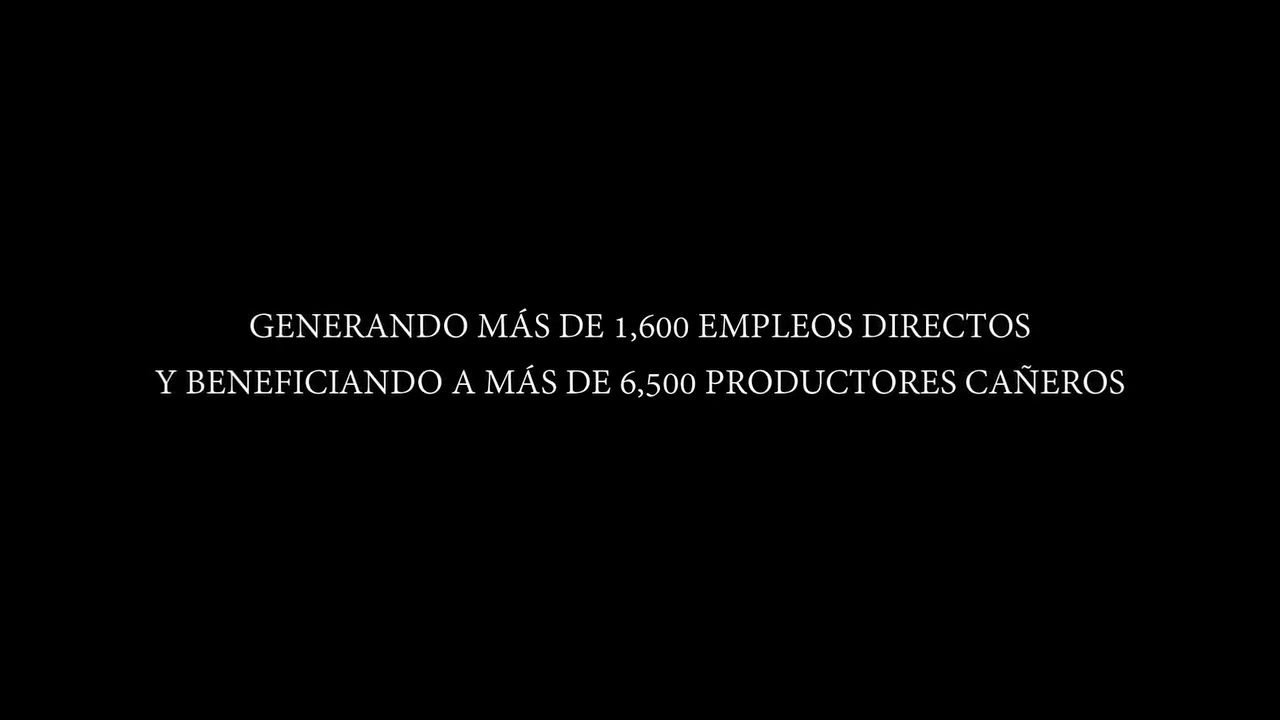 GENERANDO MÁS DE 1,600 EMPLEOS DIRECTOS
Y BENEFICIANDO A MÁS DE 6,500 PRODUCTORES CAÑEROS